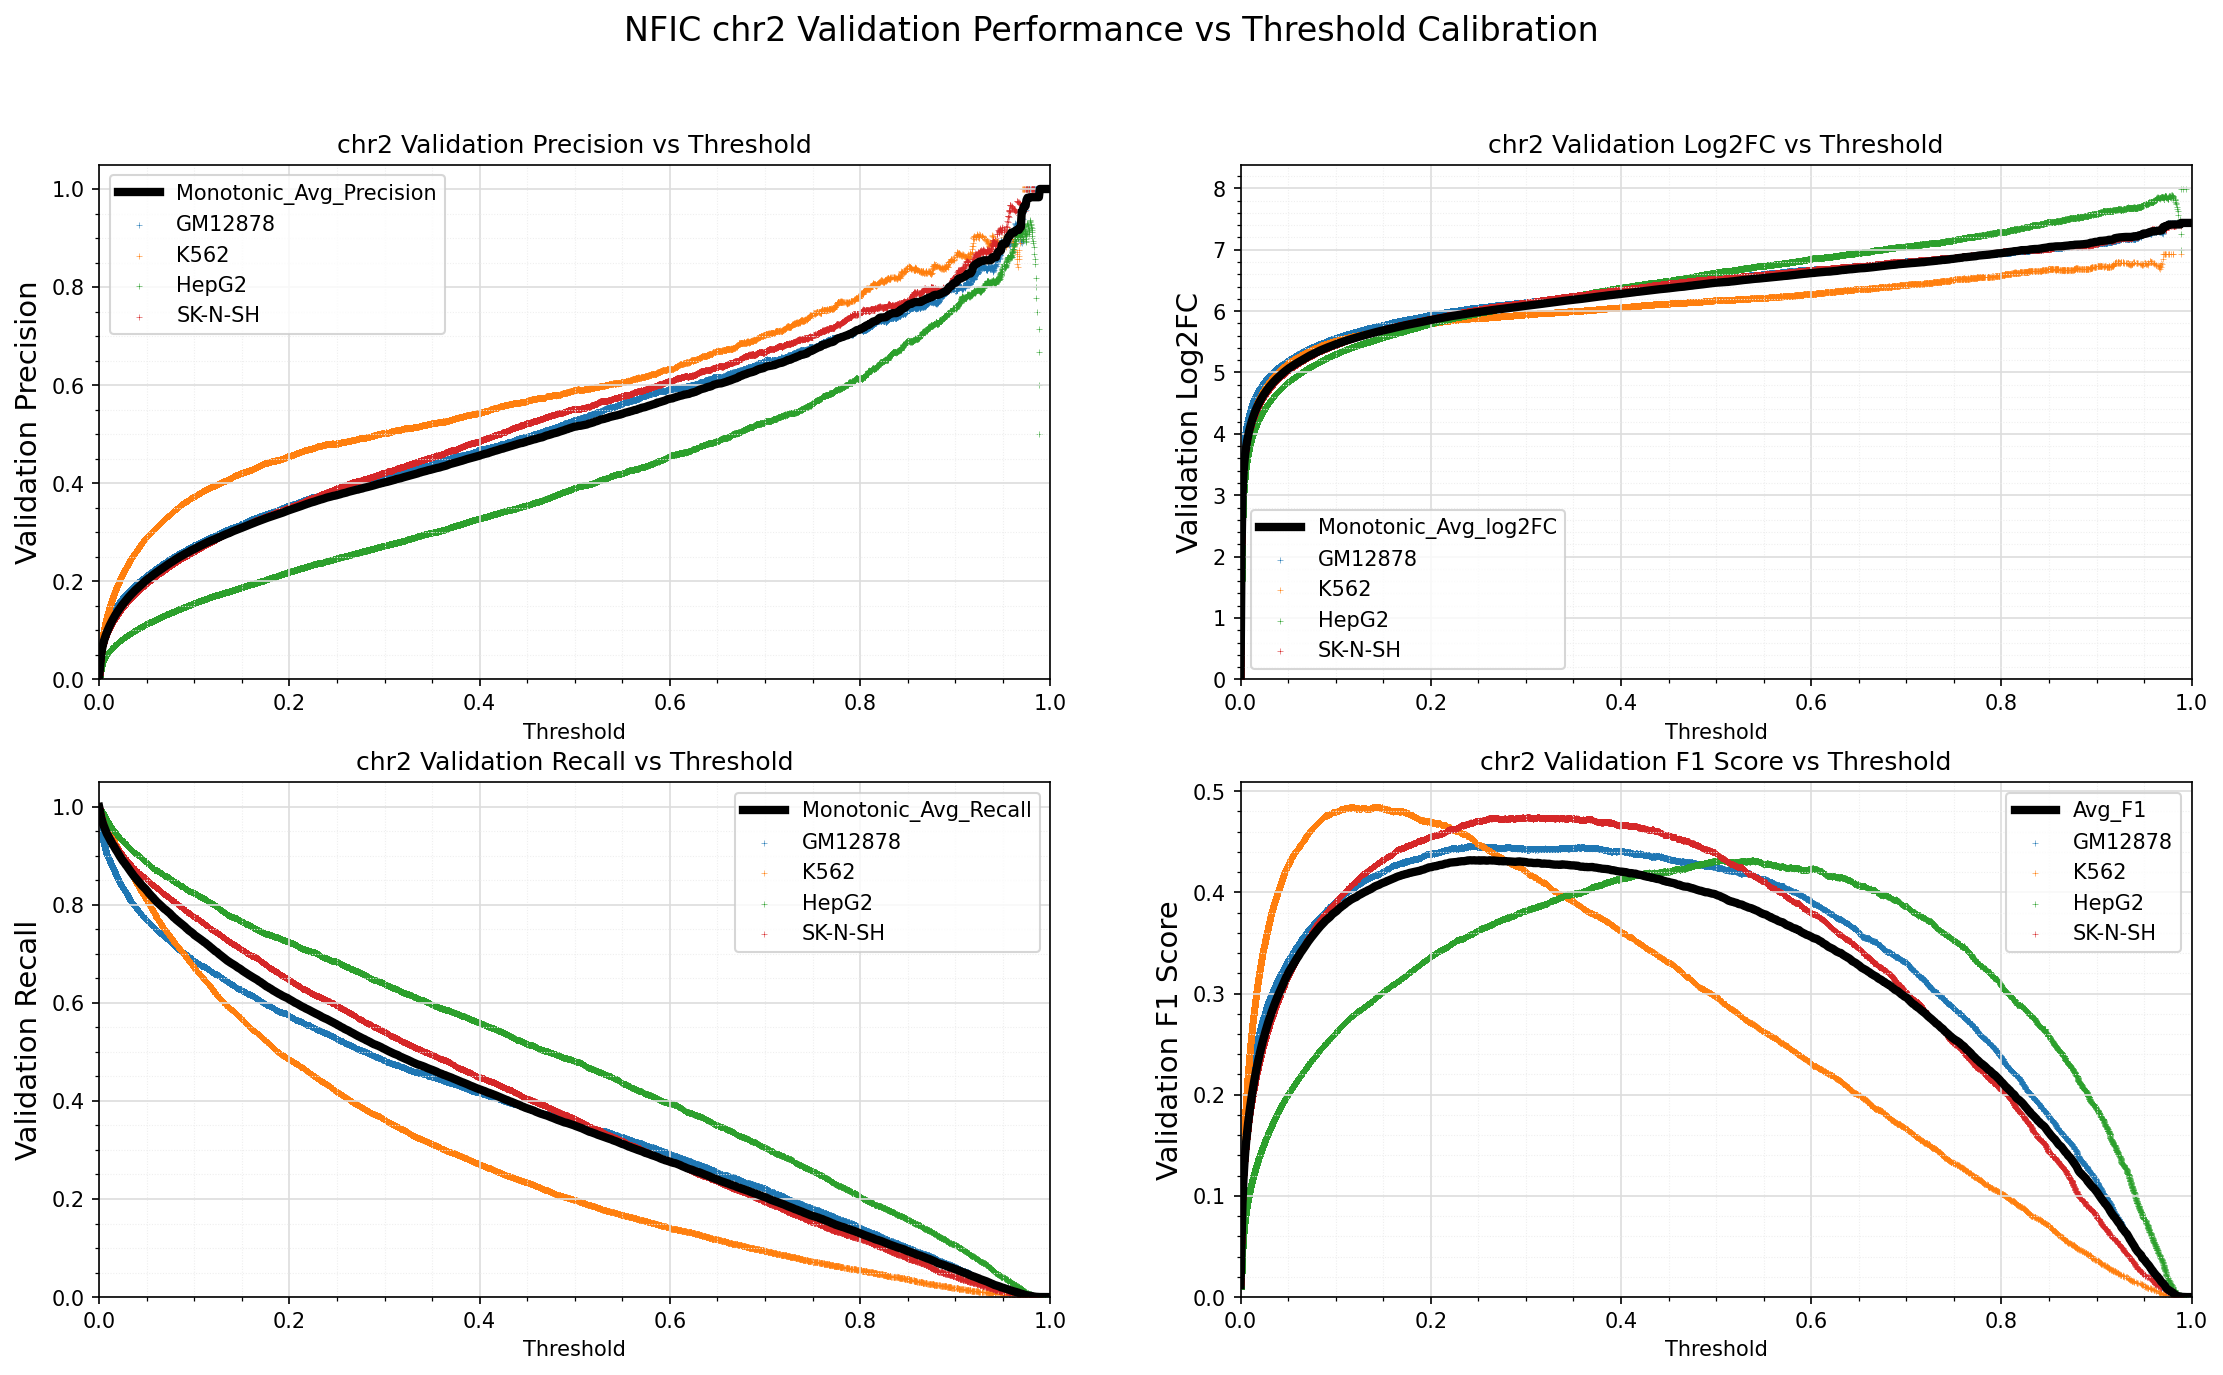 NFIC chr2 Validation Performance vs Threshold Calibration
chr2 Validation Precision vs Threshold
Validation Precision
1.0
0.8
0.6
0.4
0.2
0.0
Monotonic_Avg_Precision
GM12878
K562
HepG2
SK-N-SH
0.0 0.2 0.4 0.6 0.8 1.0
Threshold
chr2 Validation Log2FC vs Threshold
Validation Log2FC
8
7
6
5
4
3
2
1
0
Monotonic_Avg_log2FC
GM12878
K562
HepG2
SK-N-SH
0.0 0.2 0.4 0.6 0.8 1.0
Threshold
chr2 Validation Recall vs Threshold
Validation Recall
1.0
0.8
0.6
0.4
0.2
0.0
Monotonic_Avg_Recall
GM12878
K562
HepG2
SK-N-SH
0.0 0.2 0.4 0.6 0.8 1.0
Threshold
chr2 Validation F1 Score vs Threshold
Validation F1 Score
0.5
0.4
0.3
0.2
0.1
0.0
Avg_F1
GM12878
K562
HepG2
SK-N-SH
0.0 0.2 0.4 0.6 0.8 1.0
Threshold